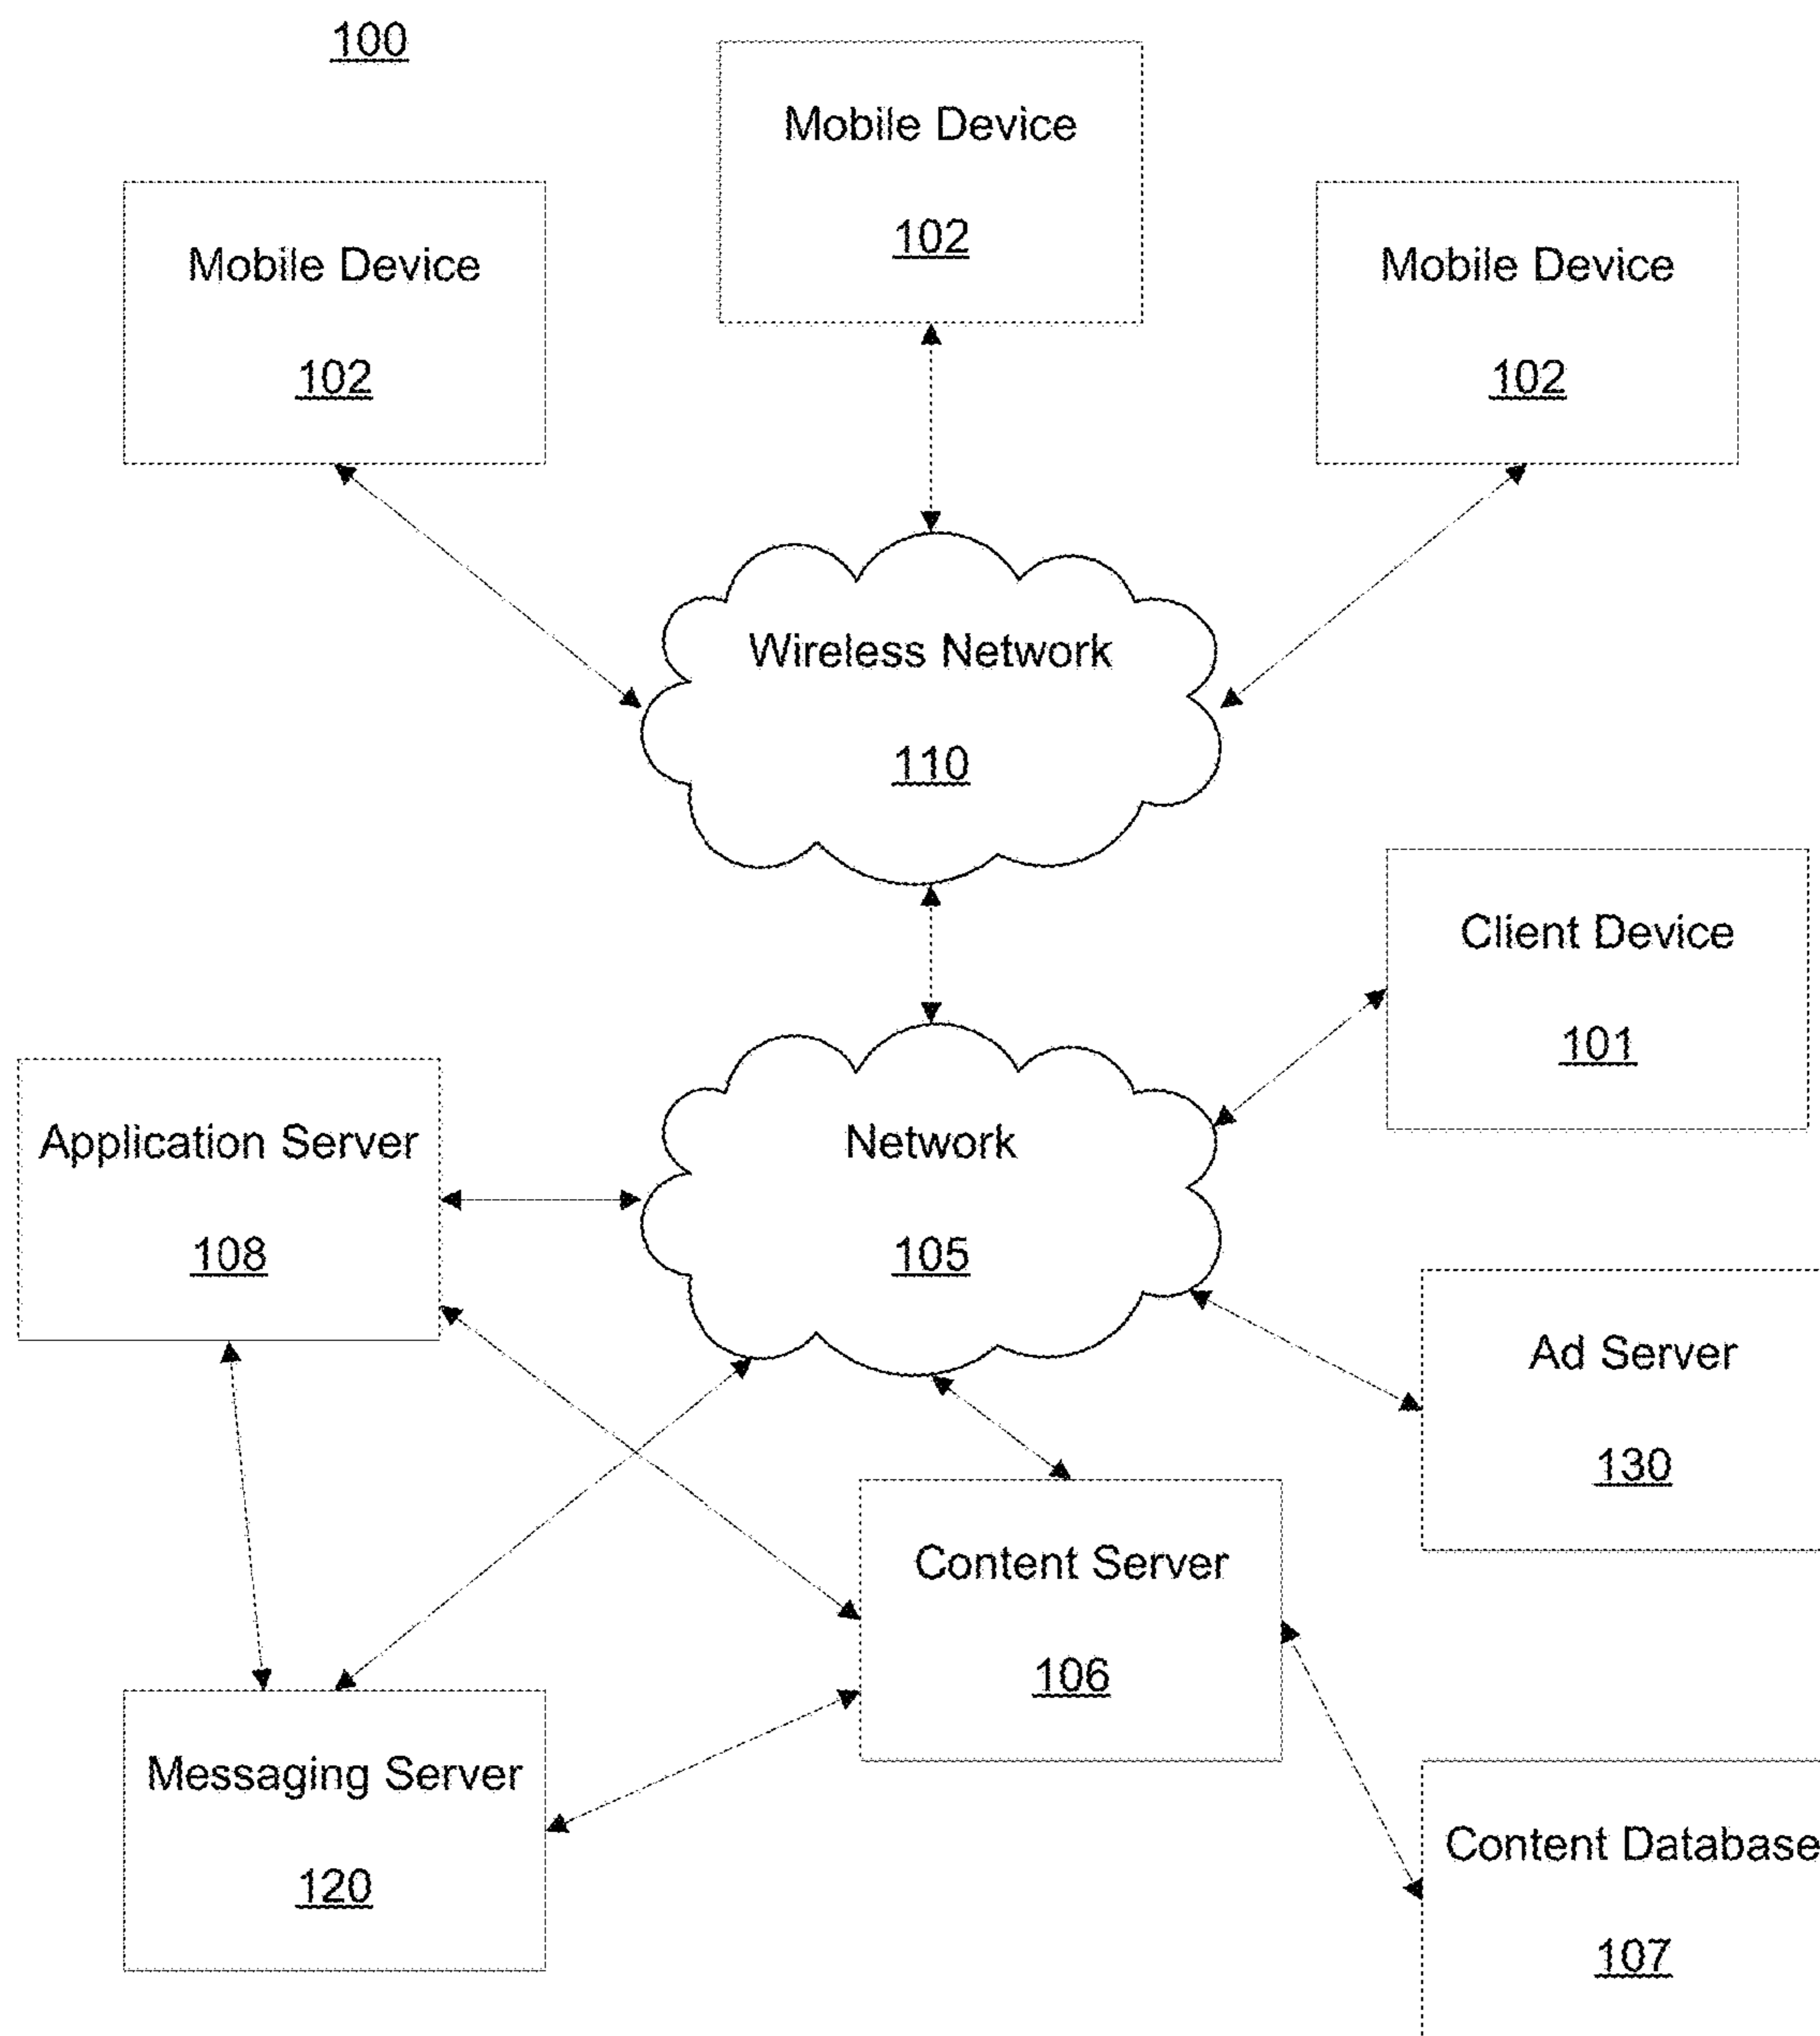 100
Mobile Device
102
Mobile Device
102
Mobile Device
102
Wireless Network
110
Client Device
101
Application Server
108
Network
105
Ad Server
130
Content Server
106
Messaging Server
120
Content Database
107